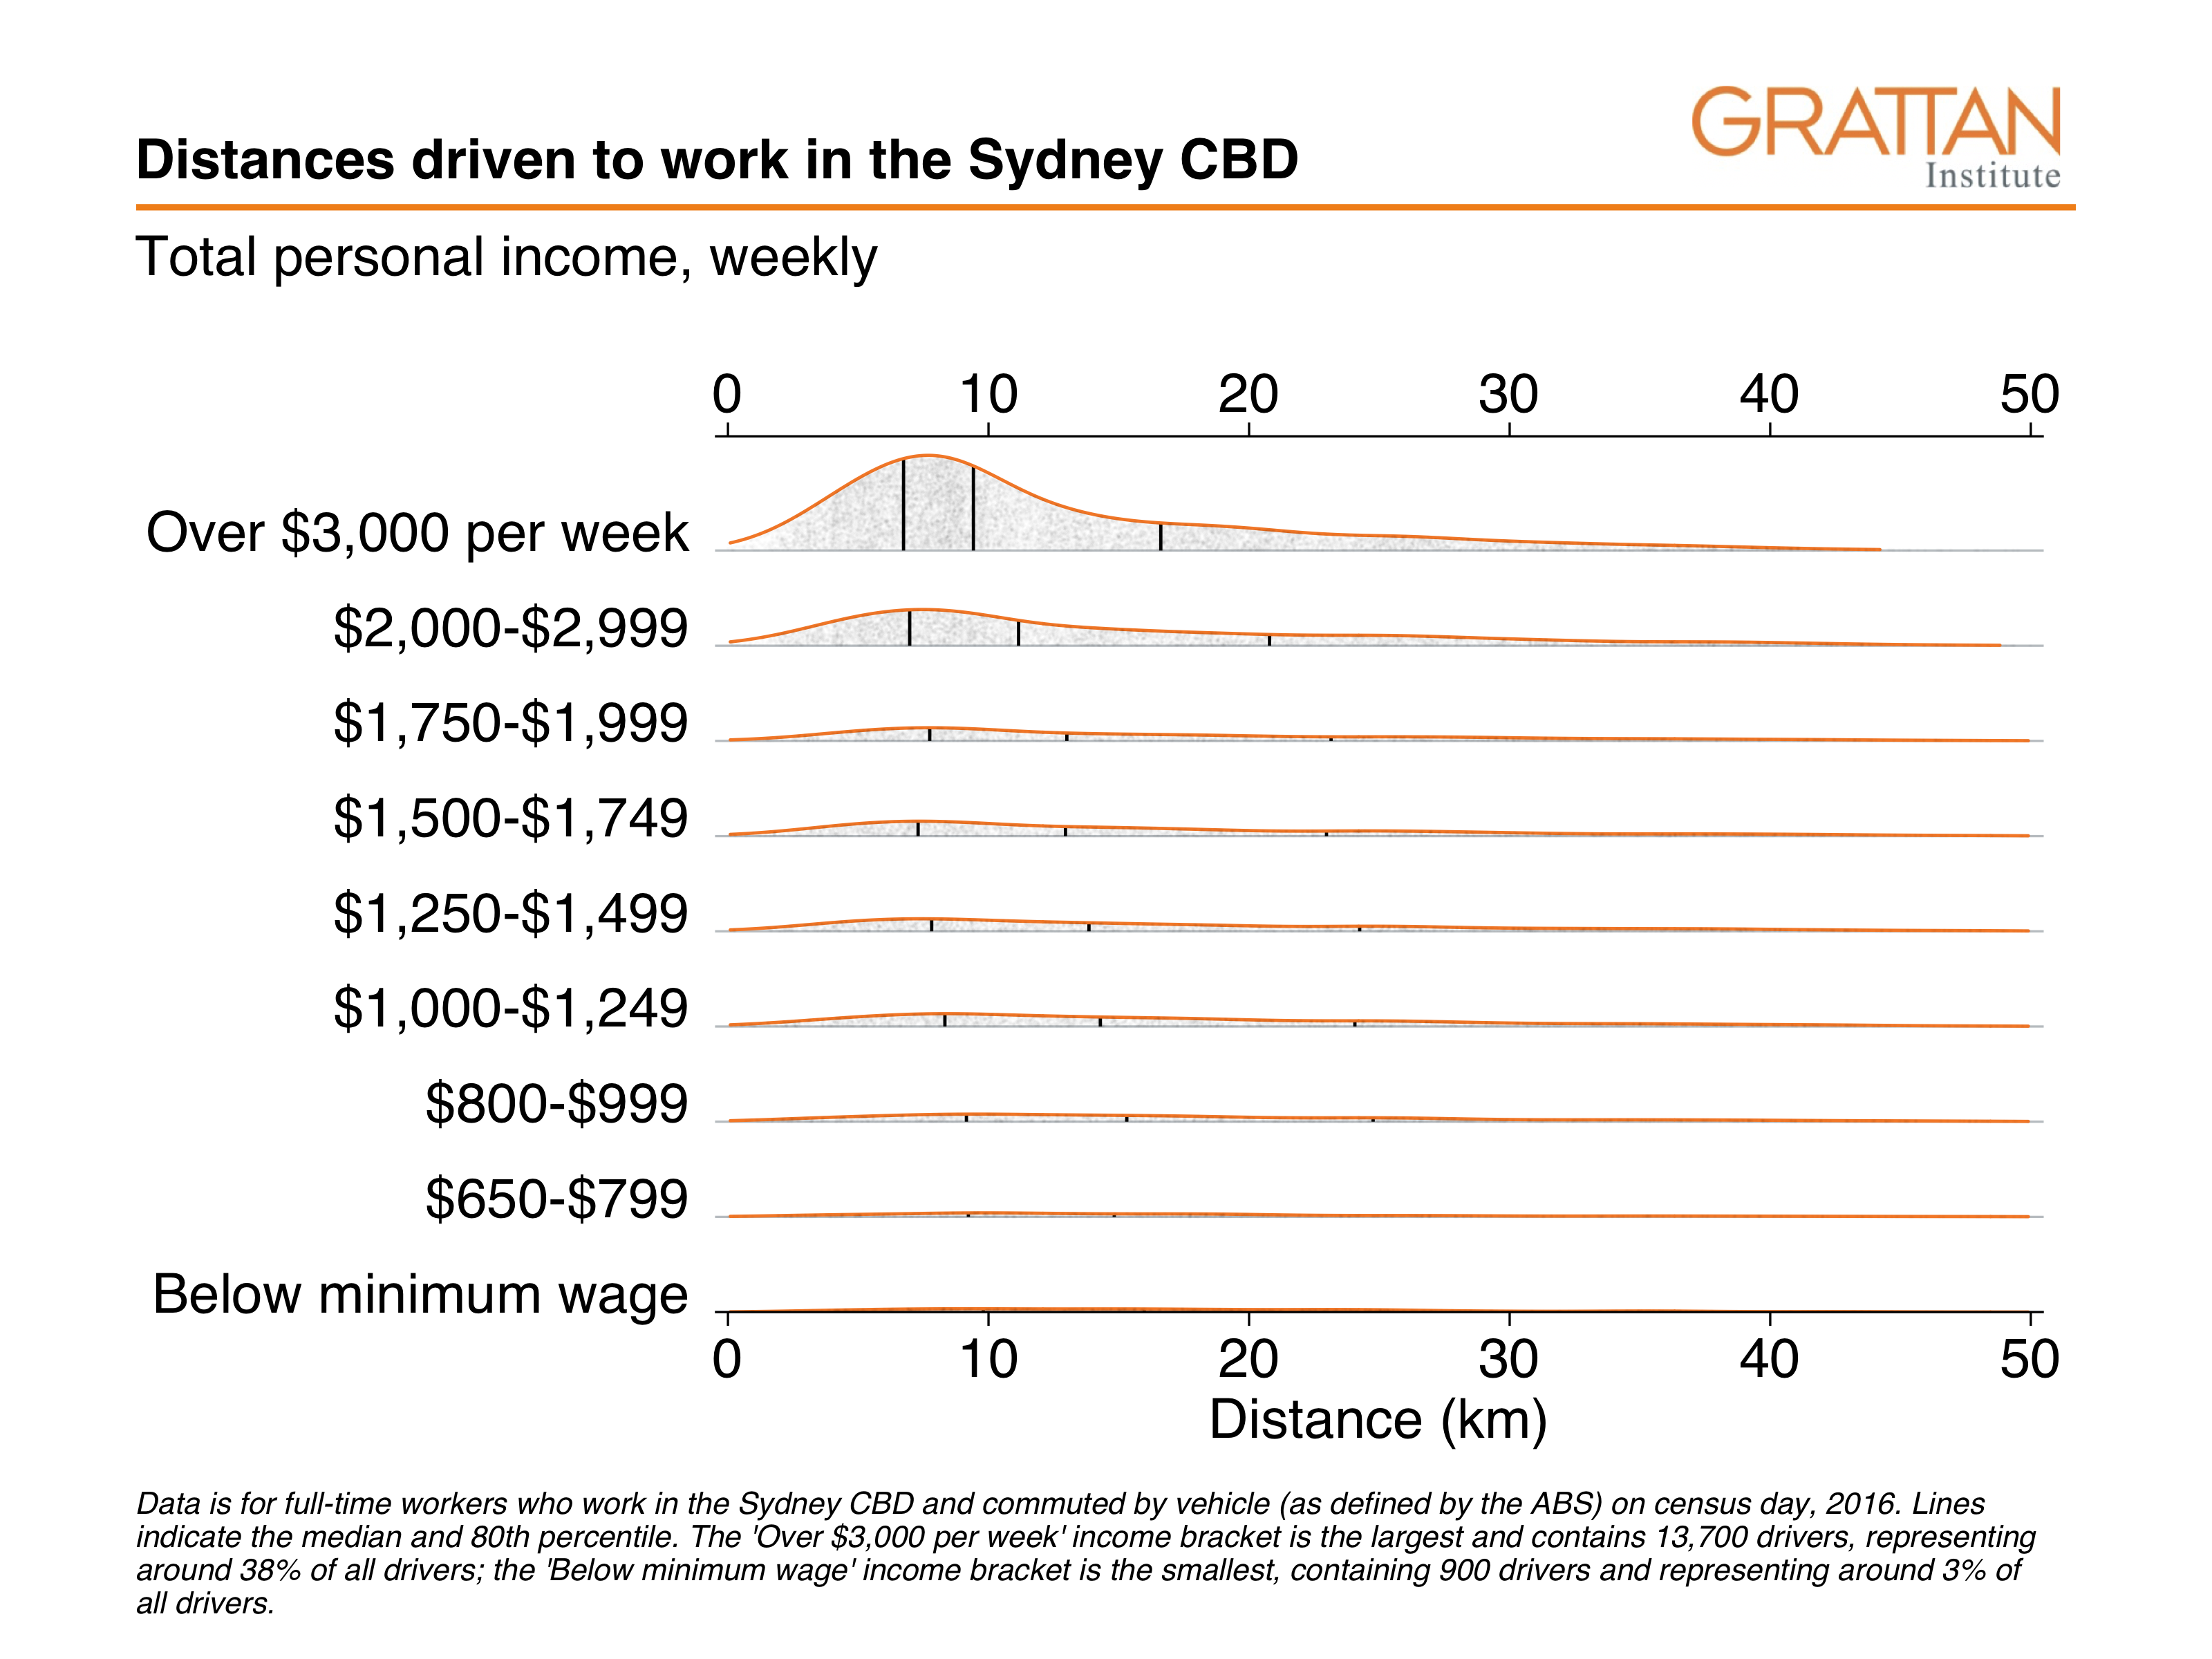 GRATTAN
Institute
Distances driven to work in the Sydney CBD
Total personal income, weekly
0 10 20 30 40 50
Over $3,000 per week
$2,000-$2,999
$1,750-$1,999
$1,500-$1,749
$1,250-$1,499
$1,000-$1,249
$800-$999
$650-$799
Below minimum wage
0 10 20 30 40 50
Distance (km)
Data is for full-time workers who work in the Sydney CBD and commuted by vehicle (as defined by the ABS) on census day, 2016. Lines
indicate the median and 80th percentile. The 'Over $3,000 per week' income bracket is the largest and contains 13,700 drivers, representing
around 38% of all drivers; the 'Below minimum wage' income bracket is the smallest, containing 900 drivers and representing around 3% of
all drivers.